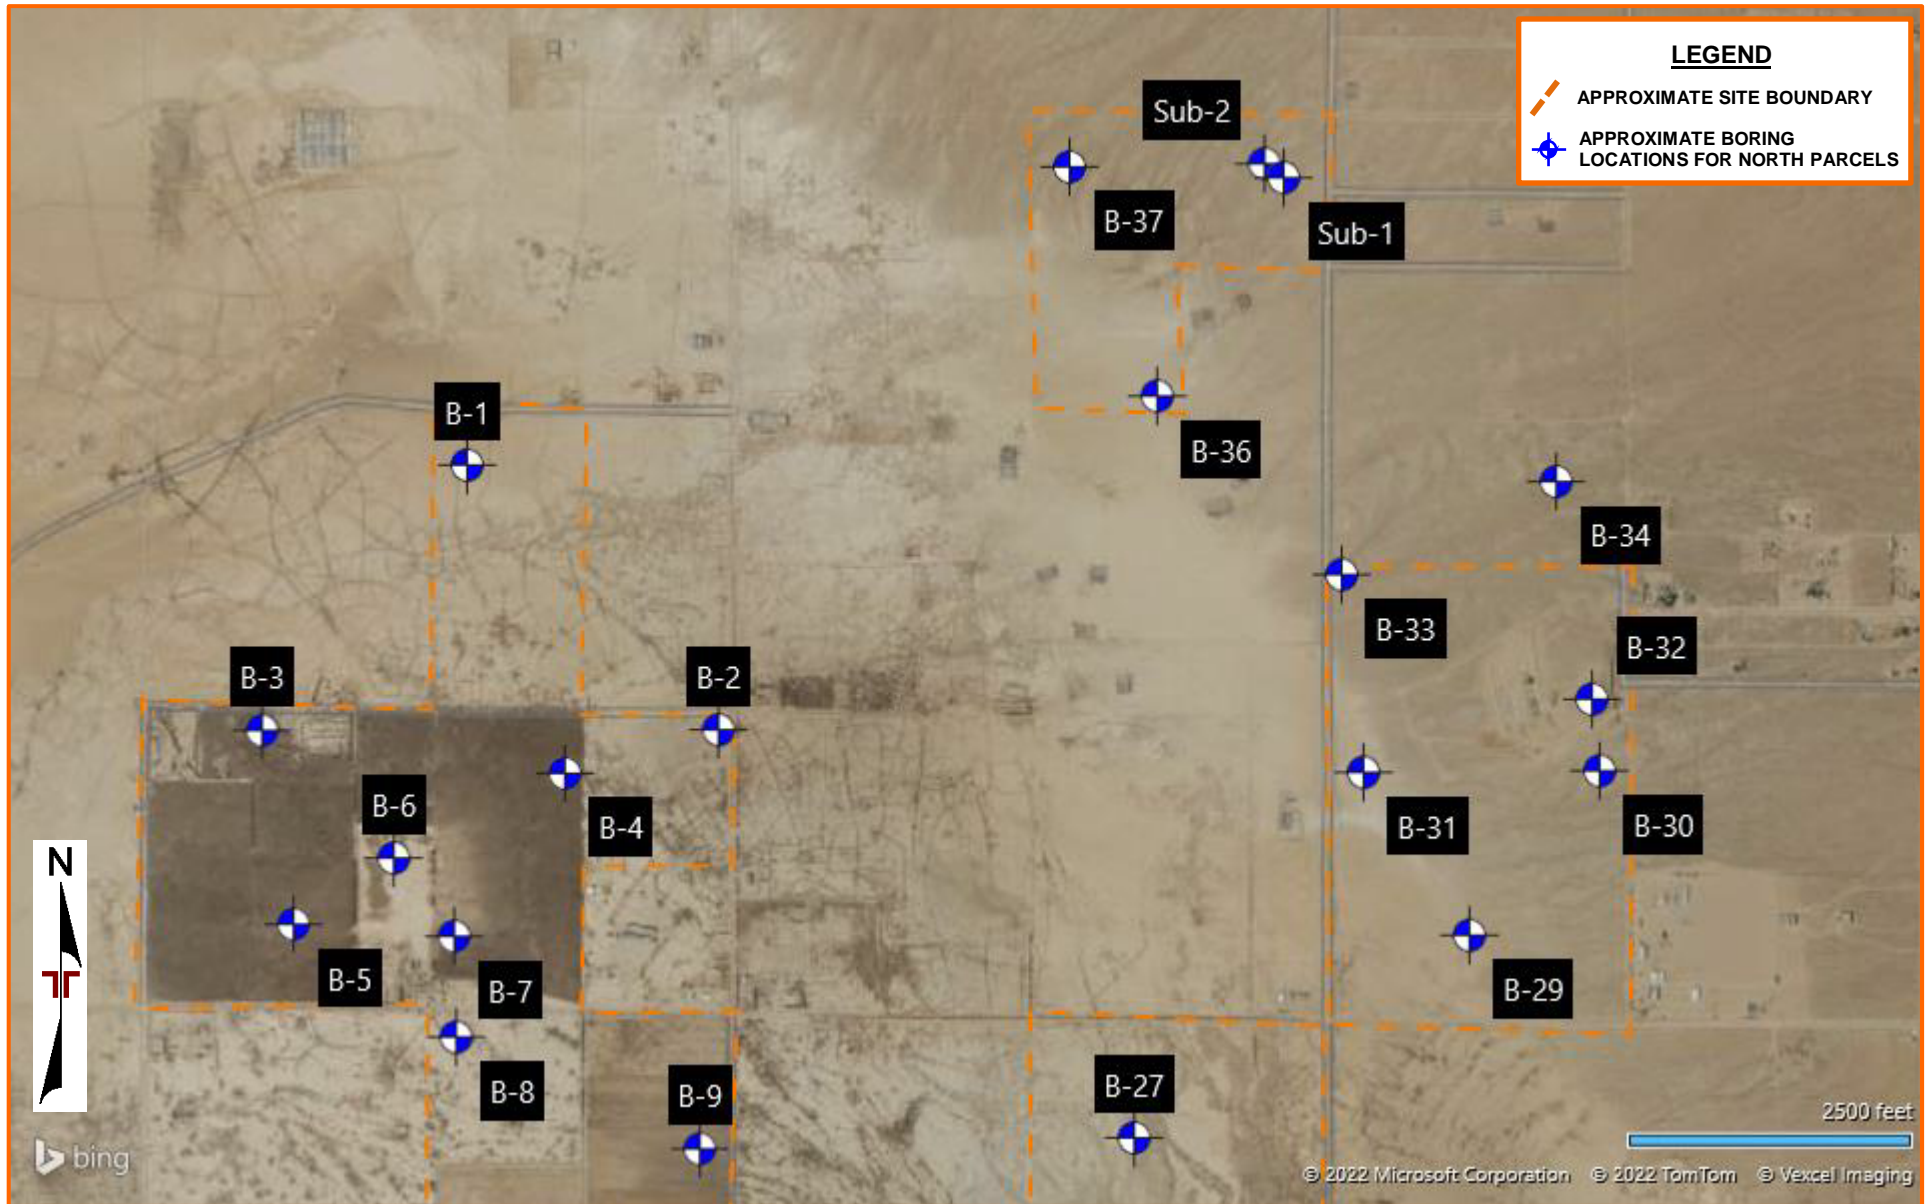 LEGEND
APPROXIMATE SITE BOUNDARY
APPROXIMATE BORING
LOCATIONS FOR NORTH PARCELS
Sub-2
B-37
Sub-1
B-1
B-36
B-34
B-33
B-32
B-3
B-2
B-6
B-4
B-31
B-30
B-5
B-7
B-29
B-8
B-9
B-27
N
2500 feet
bing
© 2022 Microsoft Corporation © 2022 TomTom © Vexcel Imaging